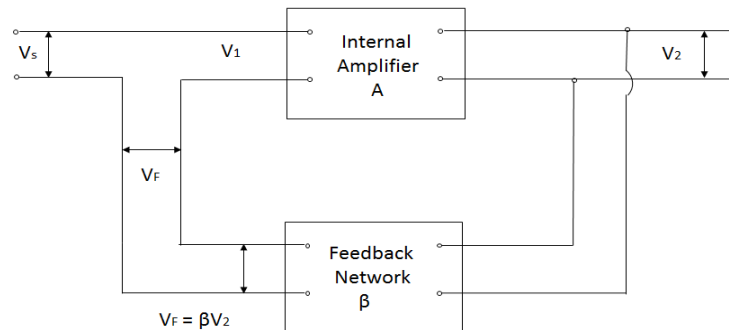 Vs
V1
Internal
Amplifier
A
V2
VF
Feedback
Network
β
VF = βV2